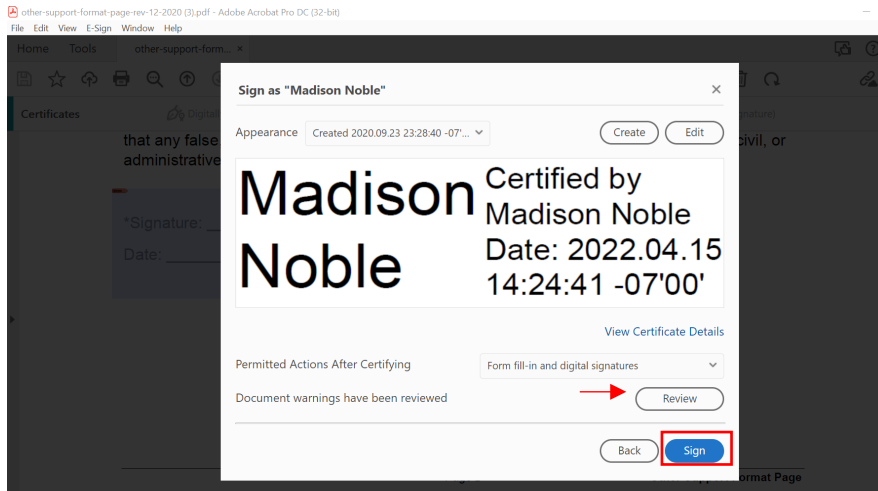 other-support-format-page-rev-12-2020 (3).pdf - Adobe Acrobat Pro DC (32-bit)
File Edit View E-Sign Window Help
Home Tools other-support-form... ×
Sign as "Madison Noble"
Certificates
Appearance Created 2020.09.23 23:28:40 -07'... Create Edit
that any false civil, or
administrative
Madison
Noble
Certified by
Madison Noble
Date: 2022.04.15
14:24:41 -07'00'
*Signature:
Date:
View Certificate Details
Permitted Actions After Certifying Form fill-in and digital signatures
Document warnings have been reviewed Review
Back Sign
ormat Page